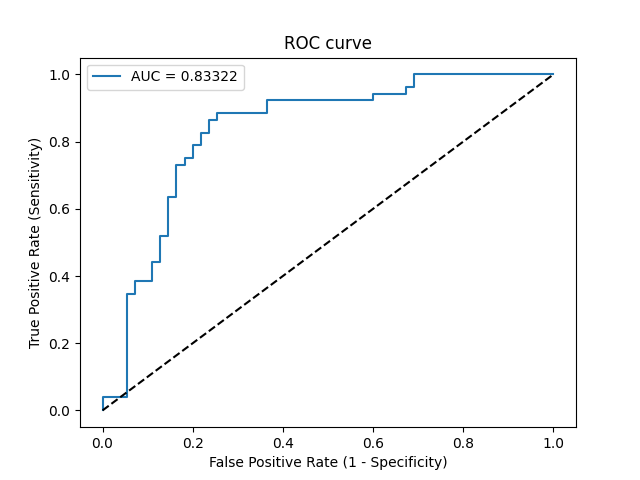 ROC curve
AUC = 0.83322
True Positive Rate (Sensitivity)
1.0
0.8
0.6
0.4
0.2
0.0
0.0 0.2 0.4 0.6 0.8 1.0
False Positive Rate (1 - Specificity)